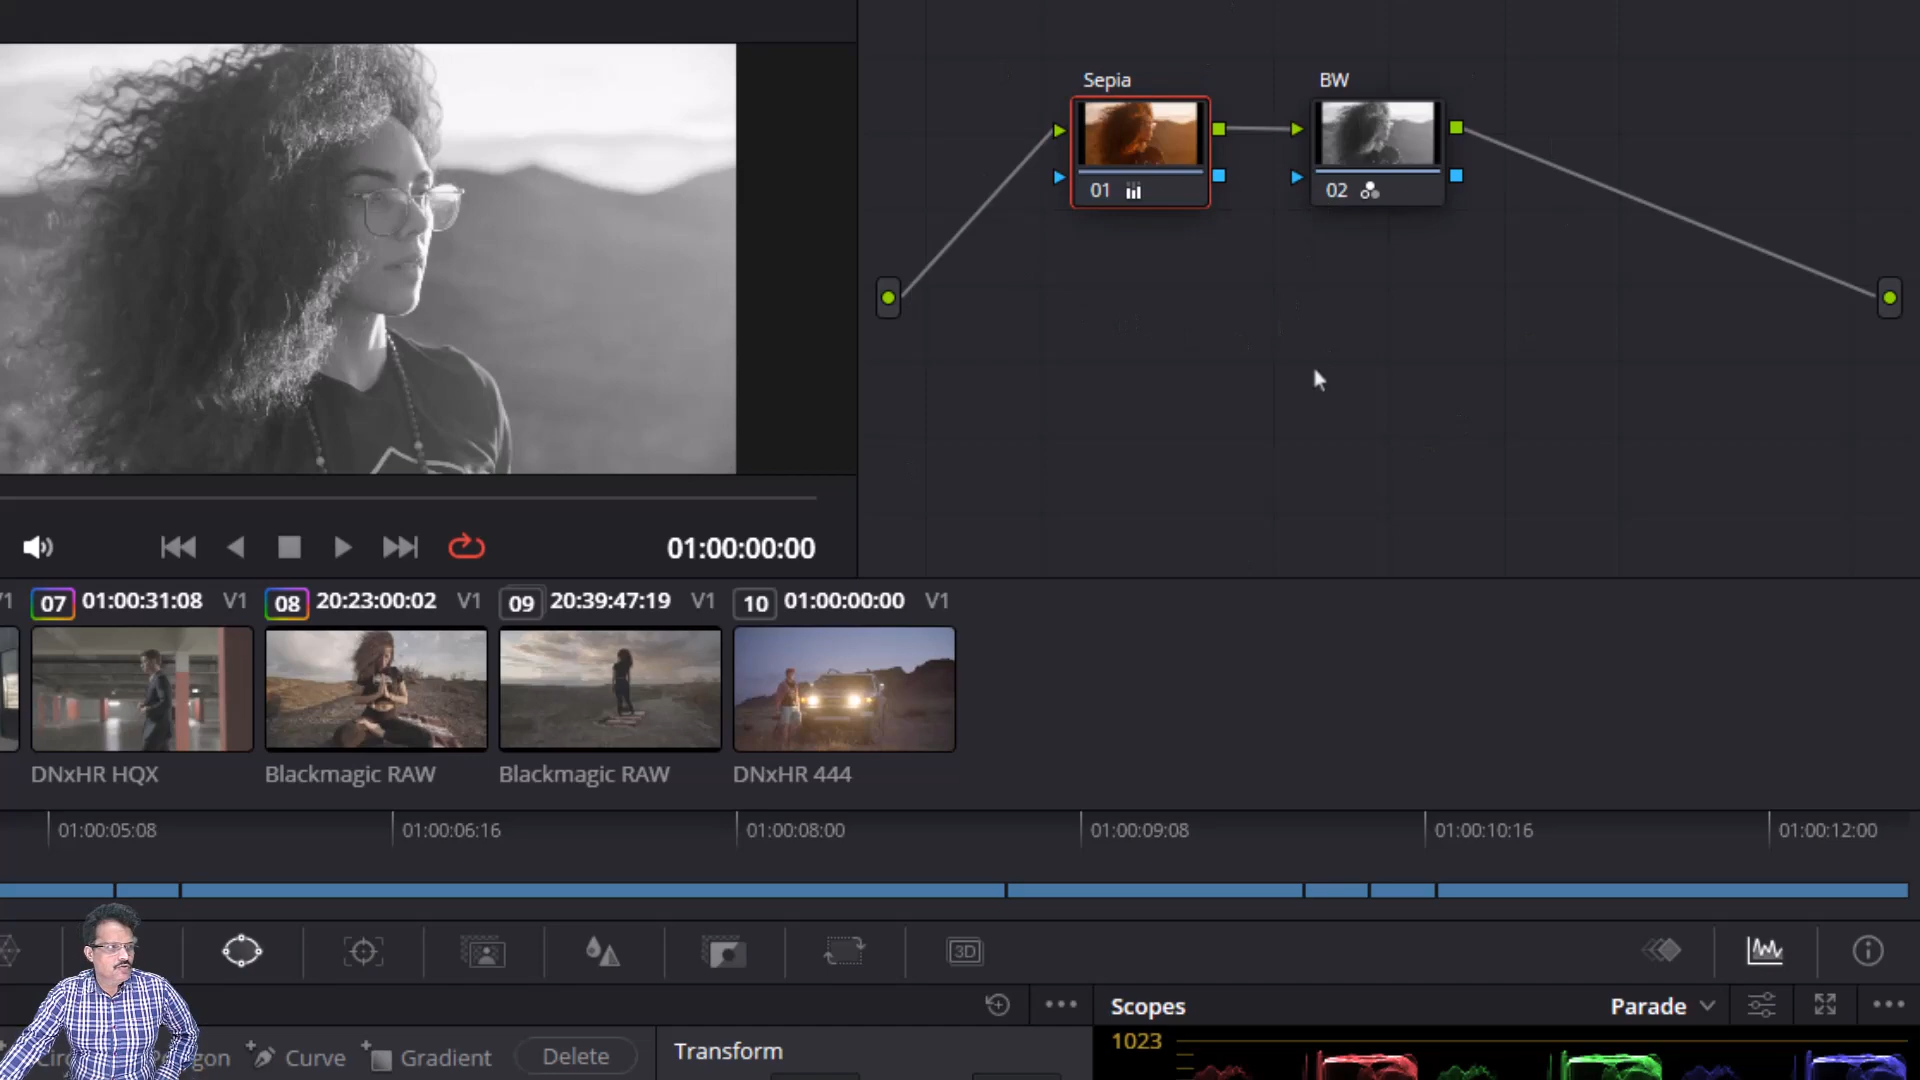 Sepia
BW
01
02
01:00:00:00
07 01:00:31:08 V1
08 20:23:00:02 V1
09 20:39:47:19 V1
10 01:00:00:00 V1
DNxHR HQX
Blackmagic RAW
Blackmagic RAW
DNxHR 444
01:00:05:08
01:00:06:16
01:00:08:00
01:00:09:08
01:00:10:16
01:00:12:00
3D
Scopes
Parade
Curve
Gradient
Delete
Transform
1023